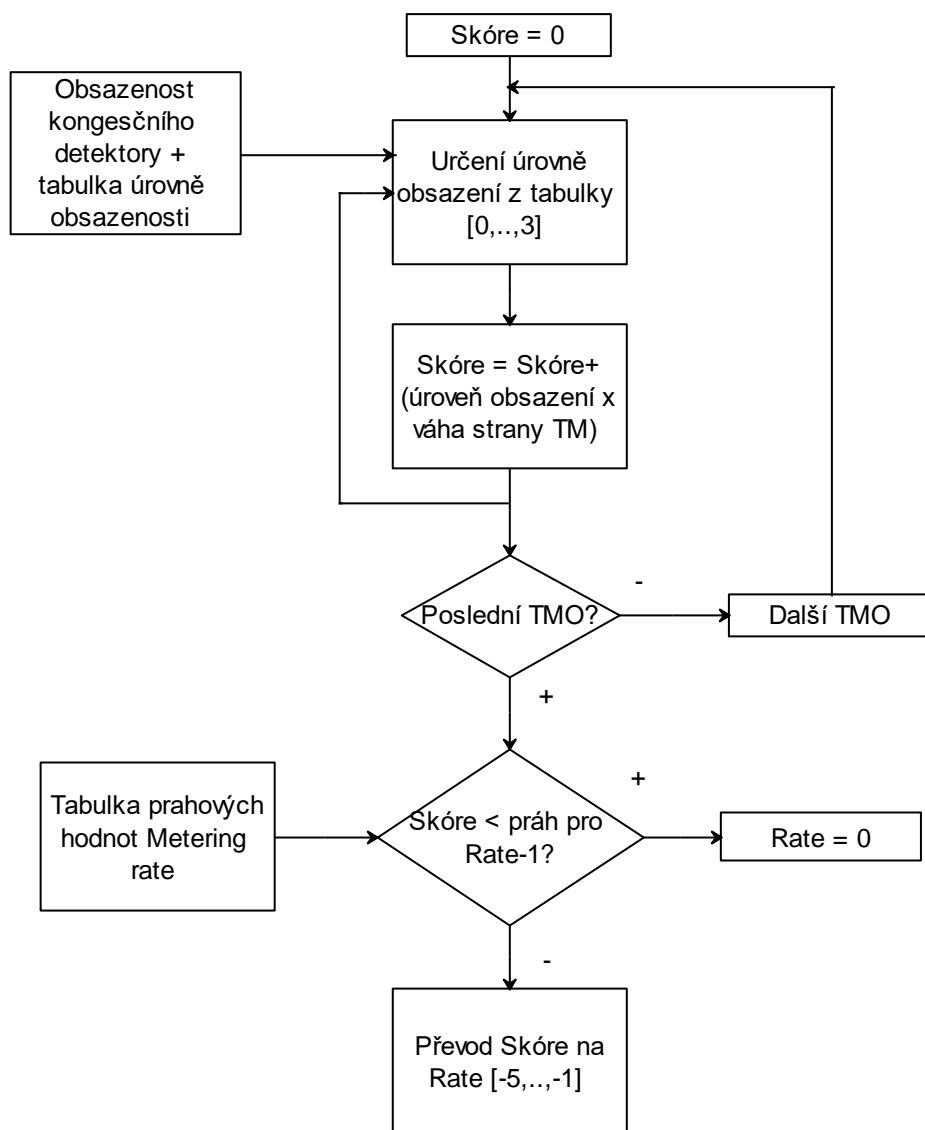 Skóre = 0
Obsazenost
kongesčního
detektory +
tabulka úrovně
obsazenosti
Určení úrovně
obsazení z tabulky
[0,..,3]
Skóre = Skóre+
(úroveň obsazení x
váha strany TM)
Poslední TMO?
-
Další TMO
+
Tabulka prahových
hodnot Metering
rate
Skóre < práh pro
Rate-1?
+
Rate = 0
-
Převod Skóre na
Rate [-5,..,-1]